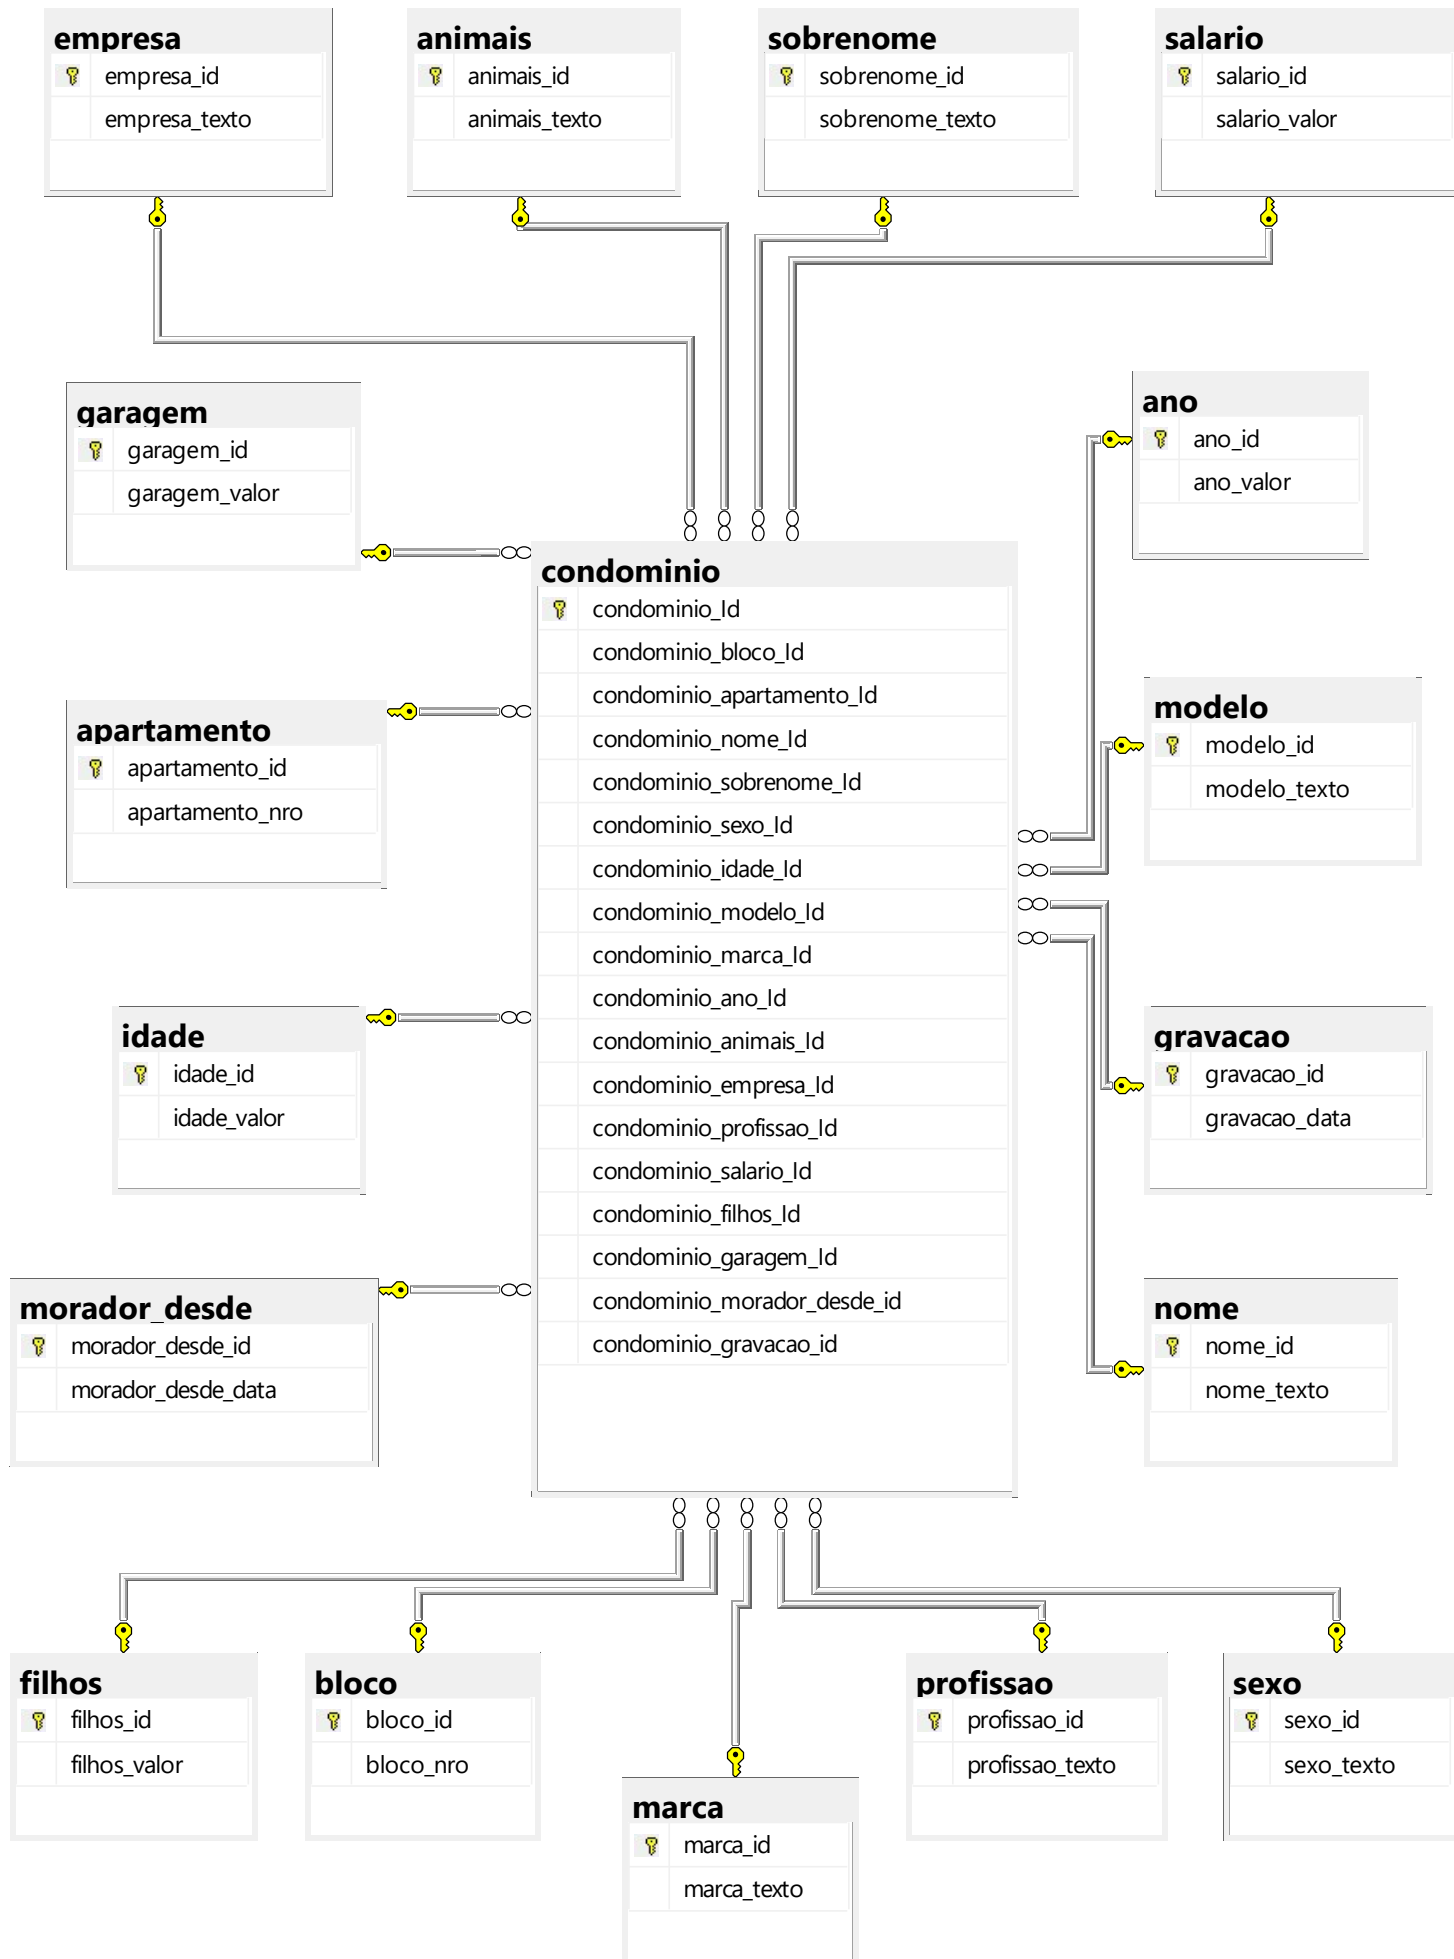 empresa
empresa_id
empresa_texto
animais
animais_id
animais_texto
sobrenome
sobrenome_id
sobrenome_texto
salario
salario_id
salario_valor
garagem
garagem_id
garagem_valor
ano
ano_id
ano_valor
condominio
condominio_Id
condominio_bloco_Id
condominio_apartamento_Id
condominio_nome_Id
condominio_sobrenome_Id
condominio_sexo_Id
condominio_idade_Id
condominio_modelo_Id
condominio_marca_Id
condominio_ano_Id
condominio_animais_Id
condominio_empresa_Id
condominio_profissao_Id
condominio_salario_Id
condominio_filhos_Id
condominio_garagem_Id
condominio_morador_desde_id
condominio_gravacao_id
apartamento
apartamento_id
apartamento_nro
modelo
modelo_id
modelo_texto
idade
idade_id
idade_valor
gravacao
gravacao_id
gravacao_data
morador_desde
morador_desde_id
morador_desde_data
nome
nome_id
nome_texto
filhos
filhos_id
filhos_valor
bloco
bloco_id
bloco_nro
marca
marca_id
marca_texto
profissao
profissao_id
profissao_texto
sexo
sexo_id
sexo_texto